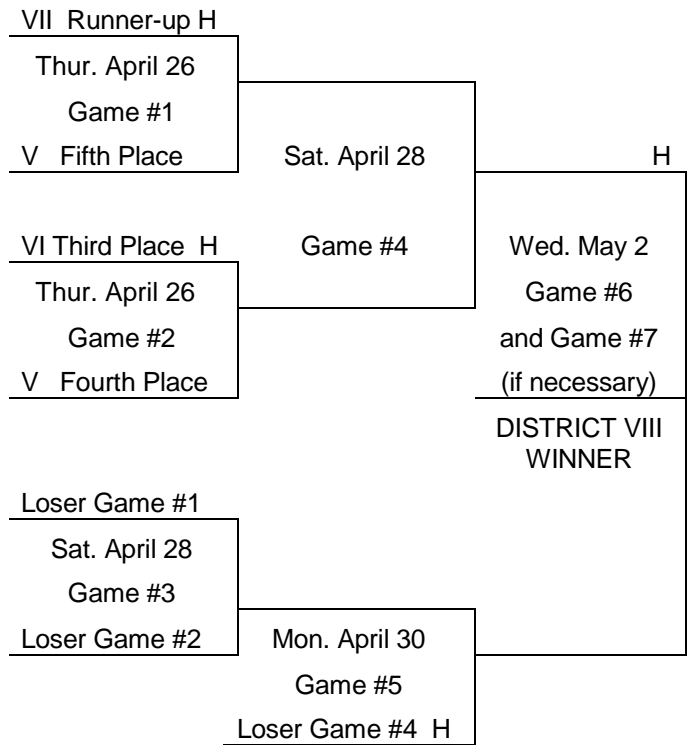 VII Runner-up H
Thur. April 26
Game #1
V Fifth Place
Sat. April 28
H
VI Third Place H
Game #4
Wed. May 2
Thur. April 26
Game #6
Game #2
and Game #7
V Fourth Place
(if necessary)
DISTRICT VIII
WINNER
Loser Game #1
Sat. April 28
Game #3
Loser Game #2
Mon. April 30
Game #5
Loser Game #4 H